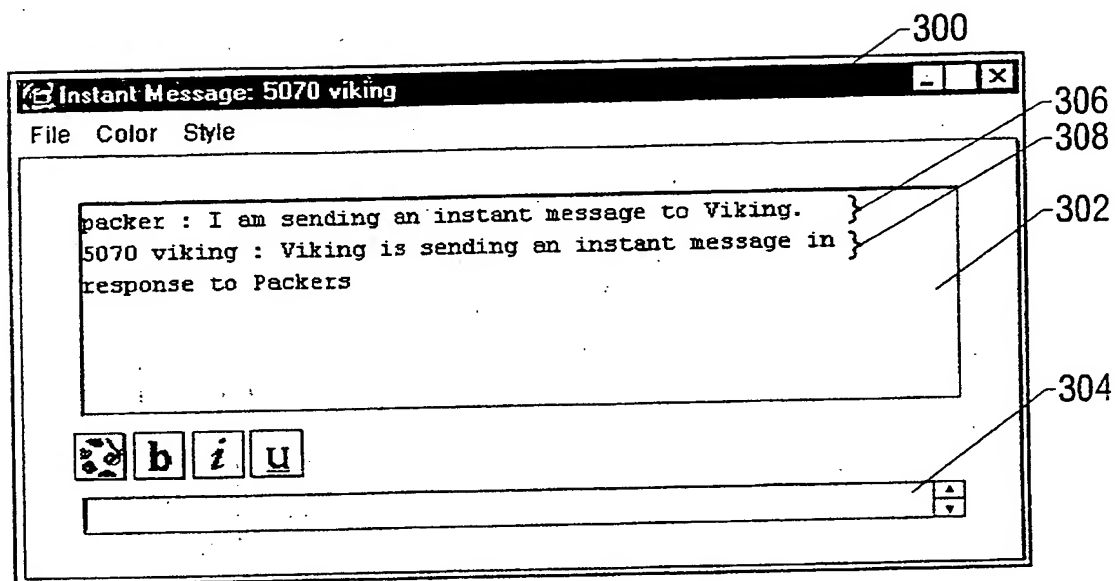 300
Instant Message: 5070 viking
306
File Color Style
308
packer : I am sending an instant message to Viking.
302
5070 viking : Viking is sending an instant message in
response to Packers
304
b i u